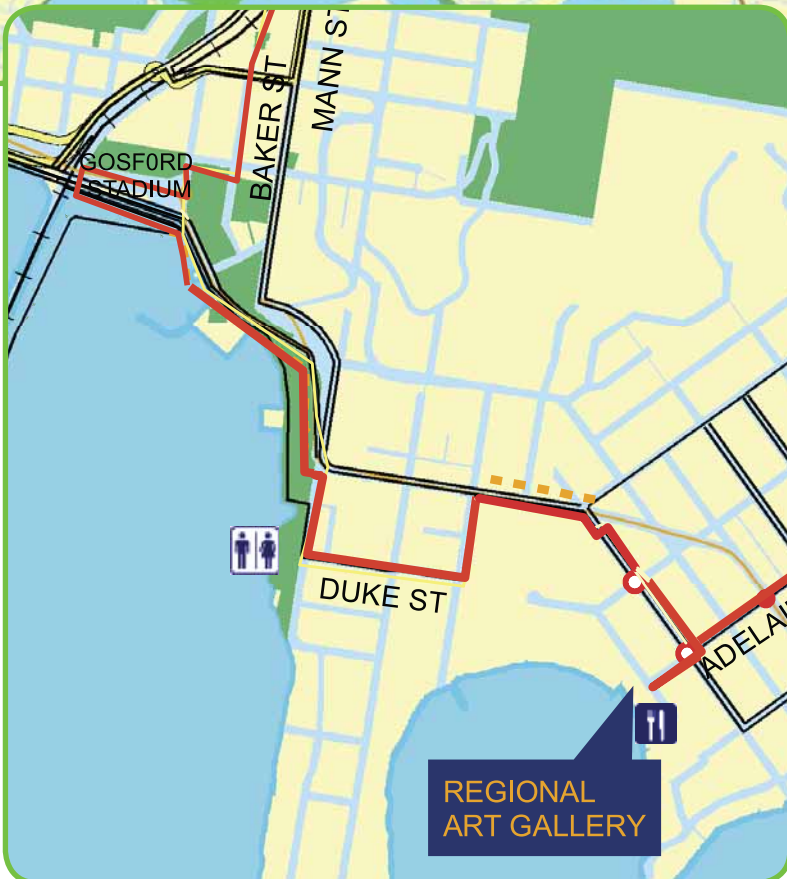 MANN ST
BAKER ST
GOSF0RD
STADIUM
DUKE ST
ADELAI
REGIONAL
ART GALLERY